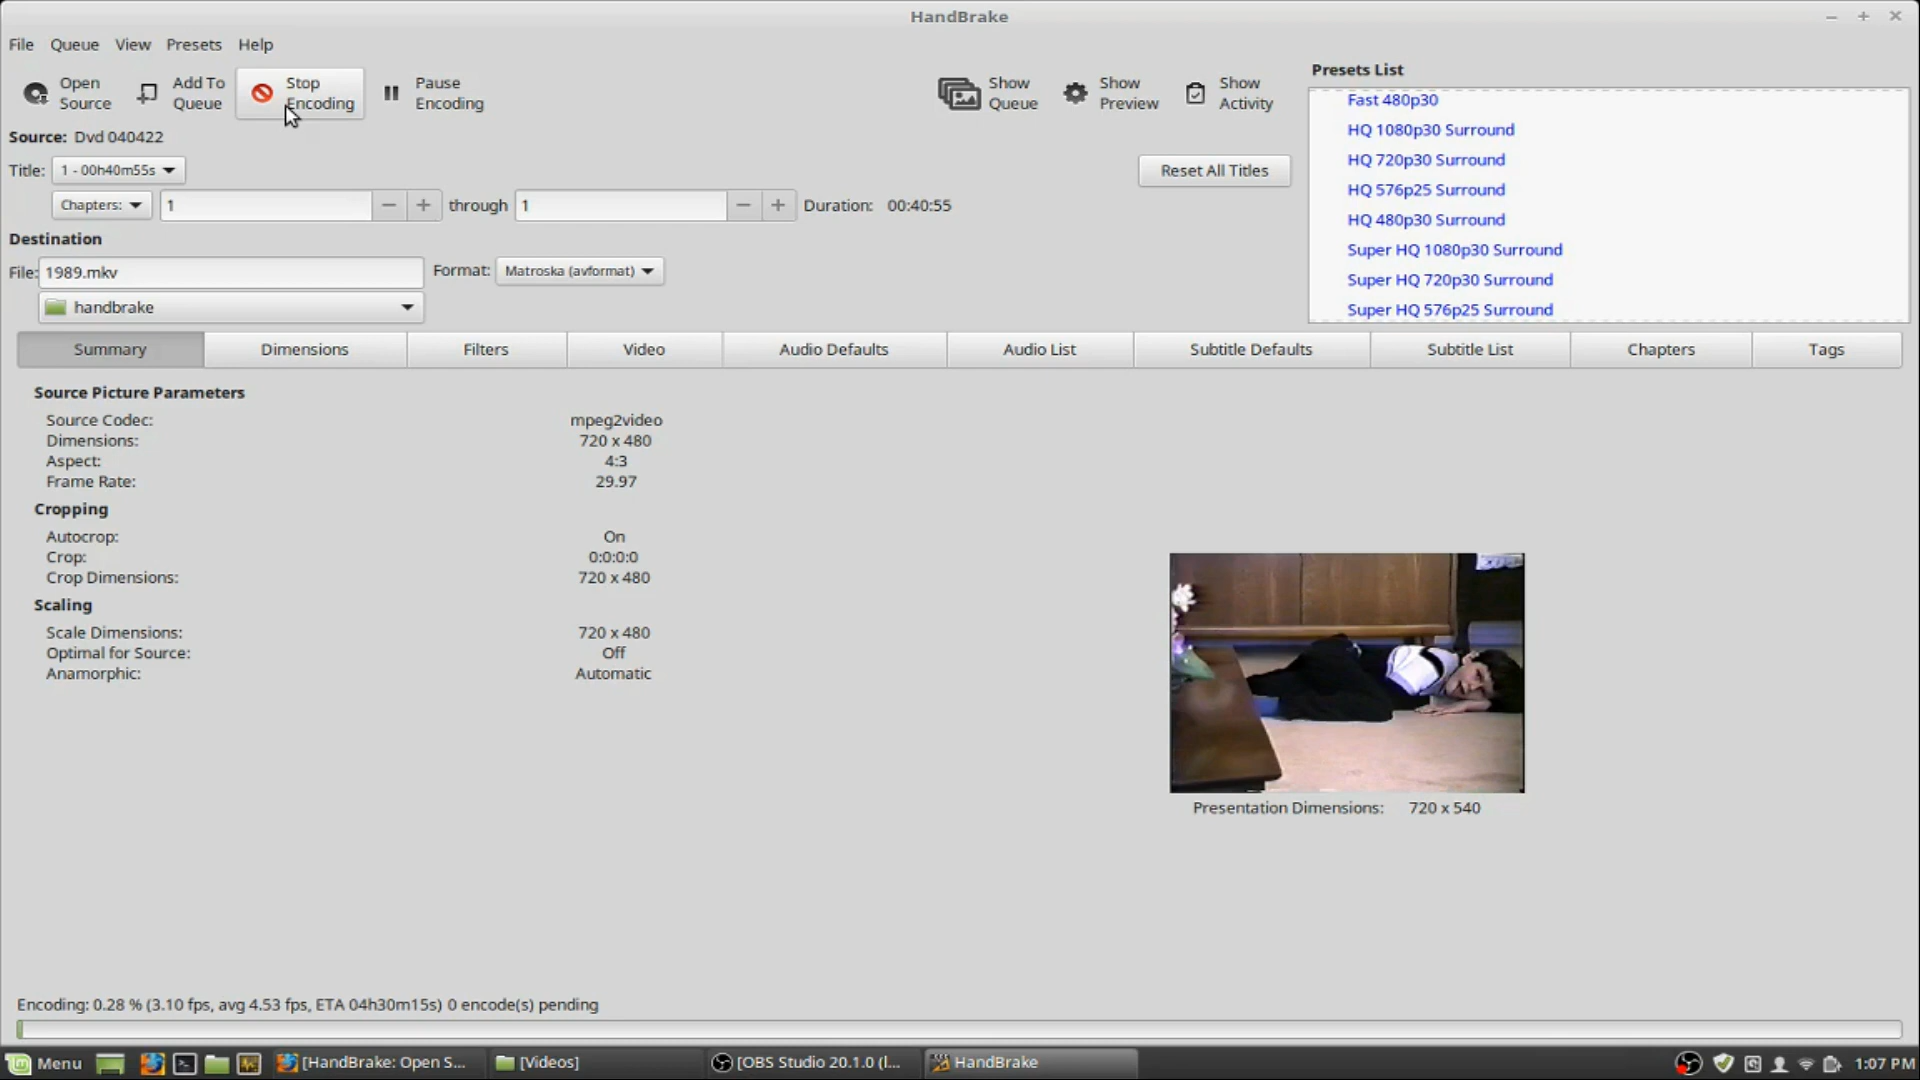 HandBrake
File Queue View Presets Help
Open Source
Add To Queue
Stop Encoding
Pause Encoding
Show Queue
Show Preview
Show Activity
Presets List
Fast 480p30
HQ 1080p30 Surround
HQ 720p30 Surround
HQ 576p25 Surround
HQ 480p30 Surround
Super HQ 1080p30 Surround
Super HQ 720p30 Surround
Super HQ 576p25 Surround
Source: Dvd 040422
Title: 1 - 00h40m55s
Reset All Titles
Chapters: 1 through 1 Duration: 00:40:55
Destination
File: 1989.mkv Format: Matroska (avformat)
handbrake
Summary Dimensions Filters Video Audio Defaults Audio List Subtitle Defaults Subtitle List Chapters Tags
Source Picture Parameters
Source Codec: mpeg2video
Dimensions: 720 x 480
Aspect: 4:3
Frame Rate: 29.97
Cropping
Autocrop: On
Crop: 0:0:0:0
Crop Dimensions: 720 x 480
Scaling
Scale Dimensions: 720 x 480
Optimal for Source: Off
Anamorphic: Automatic
Presentation Dimensions: 720 x 540
Encoding: 0.28 % (3.10 fps, avg 4.53 fps, ETA 04h30m15s) 0 encode(s) pending
Menu [HandBrake: Open S... [Videos] [OBS Studio 20.1.0 (l... HandBrake 1:07 PM